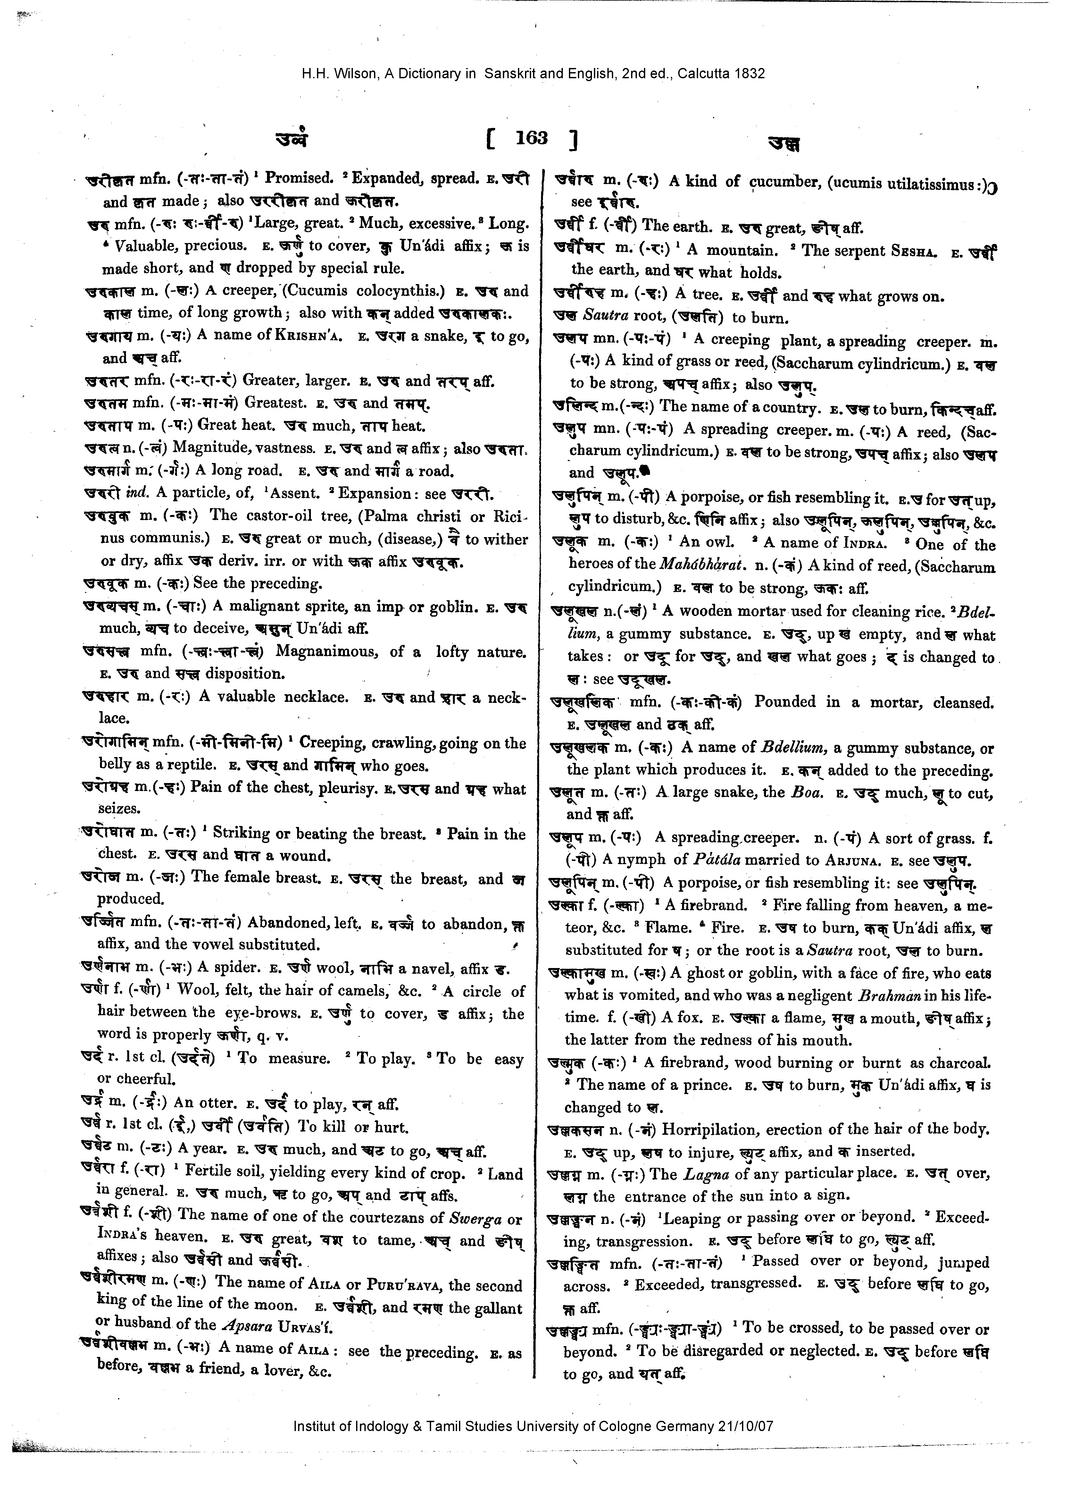 H.H. Wilson, A Dictionary in Sanskrit and English, 2nd ed., Calcutta 1832
[ 163 ]
उरीकृत mfn. (-तः-ता-तं) ¹ Promised. ² Expanded, spread. E. उरी
and कृत made; also उररीकृत and ऊरीकृत.
उरु mfn. (-रुः रुः-र्वी-रु) ¹Large, great. ² Much, excessive. ³ Long.
⁴ Valuable, precious. E. ऊर्णु to cover, कु Un'ádi affix; ऊ is
made short, and ण dropped by special rule.
उरुकाल m. (-लः) A creeper, (Cucumis colocynthis.) E. उरु and
काल time, of long growth; also with कन् added उरुकालकः.
उरुगाय m. (-यः) A name of KRISHN'A. E. उरग a snake, इ to go,
and अच् aff.
उरुतर mfn. (-रः-रा-रं) Greater, larger. E. उरु and तरप् aff.
उरुतम mfn. (-मः-मा-मं) Greatest. E. उरु and तमप्.
उरुताप m. (-पः) Great heat. उरु much, ताप heat.
उरुत्व n. (-त्वं) Magnitude, vastness. E. उरु and त्व affix; also उरुता.
उरुमार्ग m. (-र्गः) A long road. E. उरु and मार्ग a road.
उरुरी ind. A particle, of, ¹Assent. ² Expansion: see उररी.
उरुवुक m. (-कः) The castor-oil tree, (Palma christi or Rici-
nus communis.) E. उरु great or much, (disease,) वै to wither
or dry, affix उक deriv. irr. or with ऊक affix उरुवूक.
उरुवूक m. (-कः) See the preceding.
उरुव्यचस् m. (-चाः) A malignant sprite, an imp or goblin. E. उरु
much, व्यच to deceive, असुन् Un'ádi aff.
उरुसत्त्व mfn. (-त्त्वः-त्त्वा-त्त्वं) Magnanimous, of a lofty nature.
E. उरु and सत्त्व disposition.
उरुहार m. (-रः) A valuable necklace. E. उरु and हार a neck-
lace.
उरोगामिन् mfn. (-मी-मिनी-मि) ¹ Creeping, crawling, going on the
belly as a reptile. E. उरस् and गामिन् who goes.
उरोग्रह m. (-हः) Pain of the chest, pleurisy. E. उरस and ग्रह what
seizes.
उरोघात m. (-तः) ¹ Striking or beating the breast. ² Pain in the
chest. E. उरस and घात a wound.
उरोज m. (-जः) The female breast. E. उरस् the breast, and ज
produced.
उर्ज्झित mfn. (-तः-ता-तं) Abandoned, left. E. to abandon, क्त
affix, and the vowel substituted.
उर्णनाभ m. (-भः) A spider. E. उर्ण wool, नाभि a navel, affix ड.
उर्णा f. (-र्णा) ¹ Wool, felt, the hair of camels, &c. ² A circle of
hair between the eye-brows. E. उर्णु to cover, ड affix; the
word is properly ऊर्णा, q. v.
उर्द r. 1st cl. (उर्दते) ¹ To measure. ² To play. ³ To be easy
or cheerful.
उर्द्र m. (-र्द्रः) An otter. E. उर्द to play, रन् aff.
उर्व r. 1st cl. (ई,) उर्वी (उर्वति) To kill or hurt.
उर्वट m. (-टः) A year. E. उरु much, and अट to go, अच् aff.
उर्वरा f. (-रा) ¹ Fertile soil, yielding every kind of crop. ² Land
in general. E. उरु much, ऋ to go, अप् and टाप् affs.
उर्वशी f. (-शी) The name of one of the courtezans of Swerga or
INDRA'S heaven. E. उरु great, वश to tame, अच् and ङीष्
affixes; also उर्वसी and ऊर्वसी.
उर्वशीरमण m. (-णः) The name of AILA or PURU'RAVA, the second
king of the line of the moon. E. उर्वशी, and रमण the gallant
or husband of the Apsara URVAS'Í.
उर्वशीवल्लभ m. (-भः) A name of AILA: see the preceding. E. as
before, वल्लभ a friend, a lover, &c.
उर्वारु m. (-रुः) A kind of cucumber, (ucumis utilatissimus:)
see इर्वारु.
उर्वी f. (-र्वी) The earth. E. उरु great, ङीष् aff.
उर्वीधर m. (-रः) ¹ A mountain. ² The serpent SESHA. E. उर्वी
the earth, and धर what holds.
उर्वीरुह m. (-हः) A tree. E. उर्वी and रुह what grows on.
उल Sautra root, (उलति) to burn.
उलप mn. (-पः-पं) ¹ A creeping plant, a spreading creeper. m.
(-पः) A kind of grass or reed, (Saccharum cylindricum.) E. वल
to be strong, कपच् affix; also उलुप.
उलिन्द m. (-न्दः) The name of a country. E. उल to burn, किन्दच् aff.
उलुप mn. (-पः-पं) A spreading creeper. m. (-पः) A reed, (Sac-
charum cylindricum.) E. वल to be strong, उपच् affix; also उलप
and उलूप.
उलुपिन् m. (-पी) A porpoise, or fish resembling it. E. उ for उत् up,
लुप to disturb, &c. णिनि affix; also उलूपिन्, &c.
उलूक m. (-कः) ¹ An owl. ² A name of INDRA. ³ One of the
heroes of the Mahábhárat. n. (-कं) A kind of reed, (Saccharum
cylindricum.) E. वल to be strong, ऊकः aff.
उलूखल n. (-लं) ¹ A wooden mortar used for cleaning rice. ²Bdel-
lium, a gummy substance. E. उद्, up खं empty, and ल what
takes: or उदू for उद्, and खल what goes; द is changed to
ल: see उदूखल.
उलूखलिक mfn. (-कः-की-कं) Pounded in a mortar, cleansed.
E. उलूखल and ठक् aff.
उलूखलक m. (-कः) A name of Bdellium, a gummy substance, or
the plant which produces it. E. कन् added to the preceding.
उलूत m. (-तः) A large snake, the Boa. E. उद् much, लू to cut,
and क्त aff.
उलूप m. (-पः) A spreading creeper. n. (-पं) A sort of grass. f.
(-पी) A nymph of Pátála married to ARJUNA. E. see उलुप.
उलूपिन् m. (-पी) A porpoise, or fish resembling it: see उलुपिन्.
उल्का f. (-ल्का) ¹ A firebrand. ² Fire falling from heaven, a me-
teor, &c. ³ Flame. ⁴ Fire. E. उष to burn, कक् Un'ádi affix, ल
substituted for ष; or the root is a Sautra root, उल to burn.
उल्कामुख m. (-खः) A ghost or goblin, with a face of fire, who eats
what is vomited, and who was a negligent Brahman in his life-
time. f. (-खी) A fox. E. उल्का a flame, मुख a mouth, ङीष् affix;
the latter from the redness of his mouth.
उल्मुक (-कः) ¹ A firebrand, wood burning or burnt as charcoal.
² The name of a prince. E. उष to burn, मुक् Un'ádi affix, ष is
changed to ल.
उल्लकसन n. (-नं) Horripilation, erection of the hair of the body.
E. उद् up, लष to injure, ल्युट् affix, and क inserted.
उल्लग्न m. (-ग्नः) The Lagna of any particular place. E. उत् over,
लग्न the entrance of the sun into a sign.
उल्लङ्घन n. (-नं) ¹Leaping or passing over or beyond. ² Exceed-
ing, transgression. E. उद् before लघि to go, ल्युट् aff.
उल्लङ्घित mfn. (-तः-ता-तं) ¹ Passed over or beyond, jumped
across. ² Exceeded, transgressed. E. उद् before लघि to go,
क्त aff.
उल्लङ्घ्य mfn. (-ङ्घ्यः-ङ्घ्या-ङ्घ्यं) ¹ To be crossed, to be passed over or
beyond. ² To be disregarded or neglected. E. उद् before लघि
to go, and यत् aff.
Institut of Indology & Tamil Studies University of Cologne Germany 21/10/07